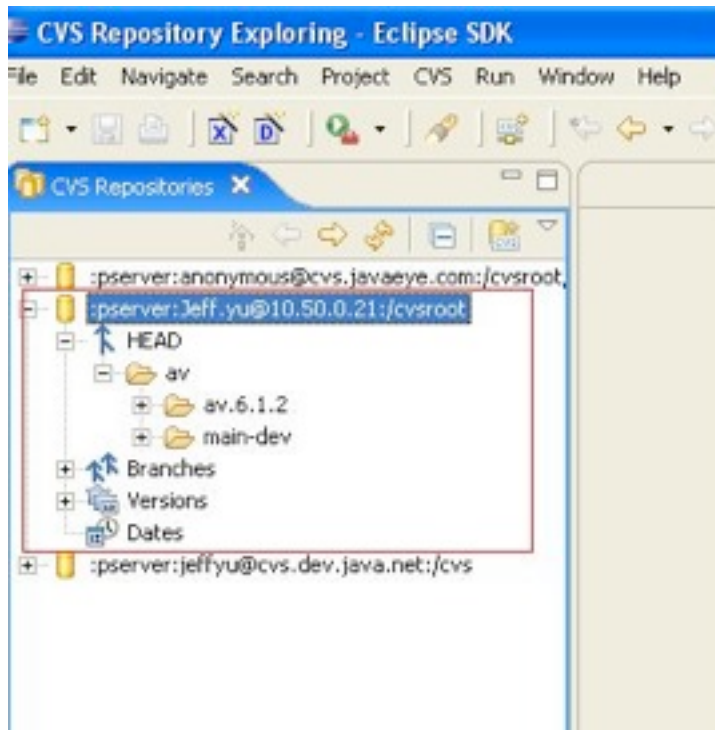 CVS Repository Exploring - Eclipse SDK
File Edit Navigate Search Project CVS Run Window Help
X D
CVS Repositories
:pserver:anonymous@cvs.javaeye.com:/cvsroot,
:pserver:Jeff.yu@10.50.0.21:/cvsroot
HEAD
av
av.6.1.2
main-dev
Branches
Versions
Dates
:pserver:jeffyu@cvs.dev.java.net:/cvs